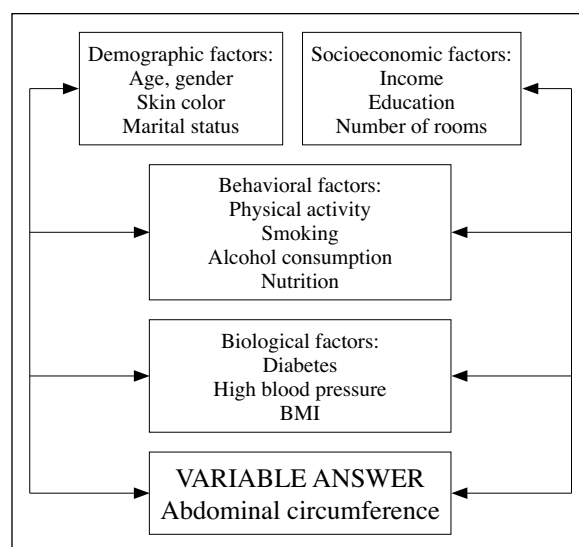 Demographic factors:
Age, gender
Skin color
Marital status
Socioeconomic factors:
Income
Education
Number of rooms
Behavioral factors:
Physical activity
Smoking
Alcohol consumption
Nutrition
Biological factors:
Diabetes
High blood pressure
BMI
VARIABLE ANSWER
Abdominal circumference